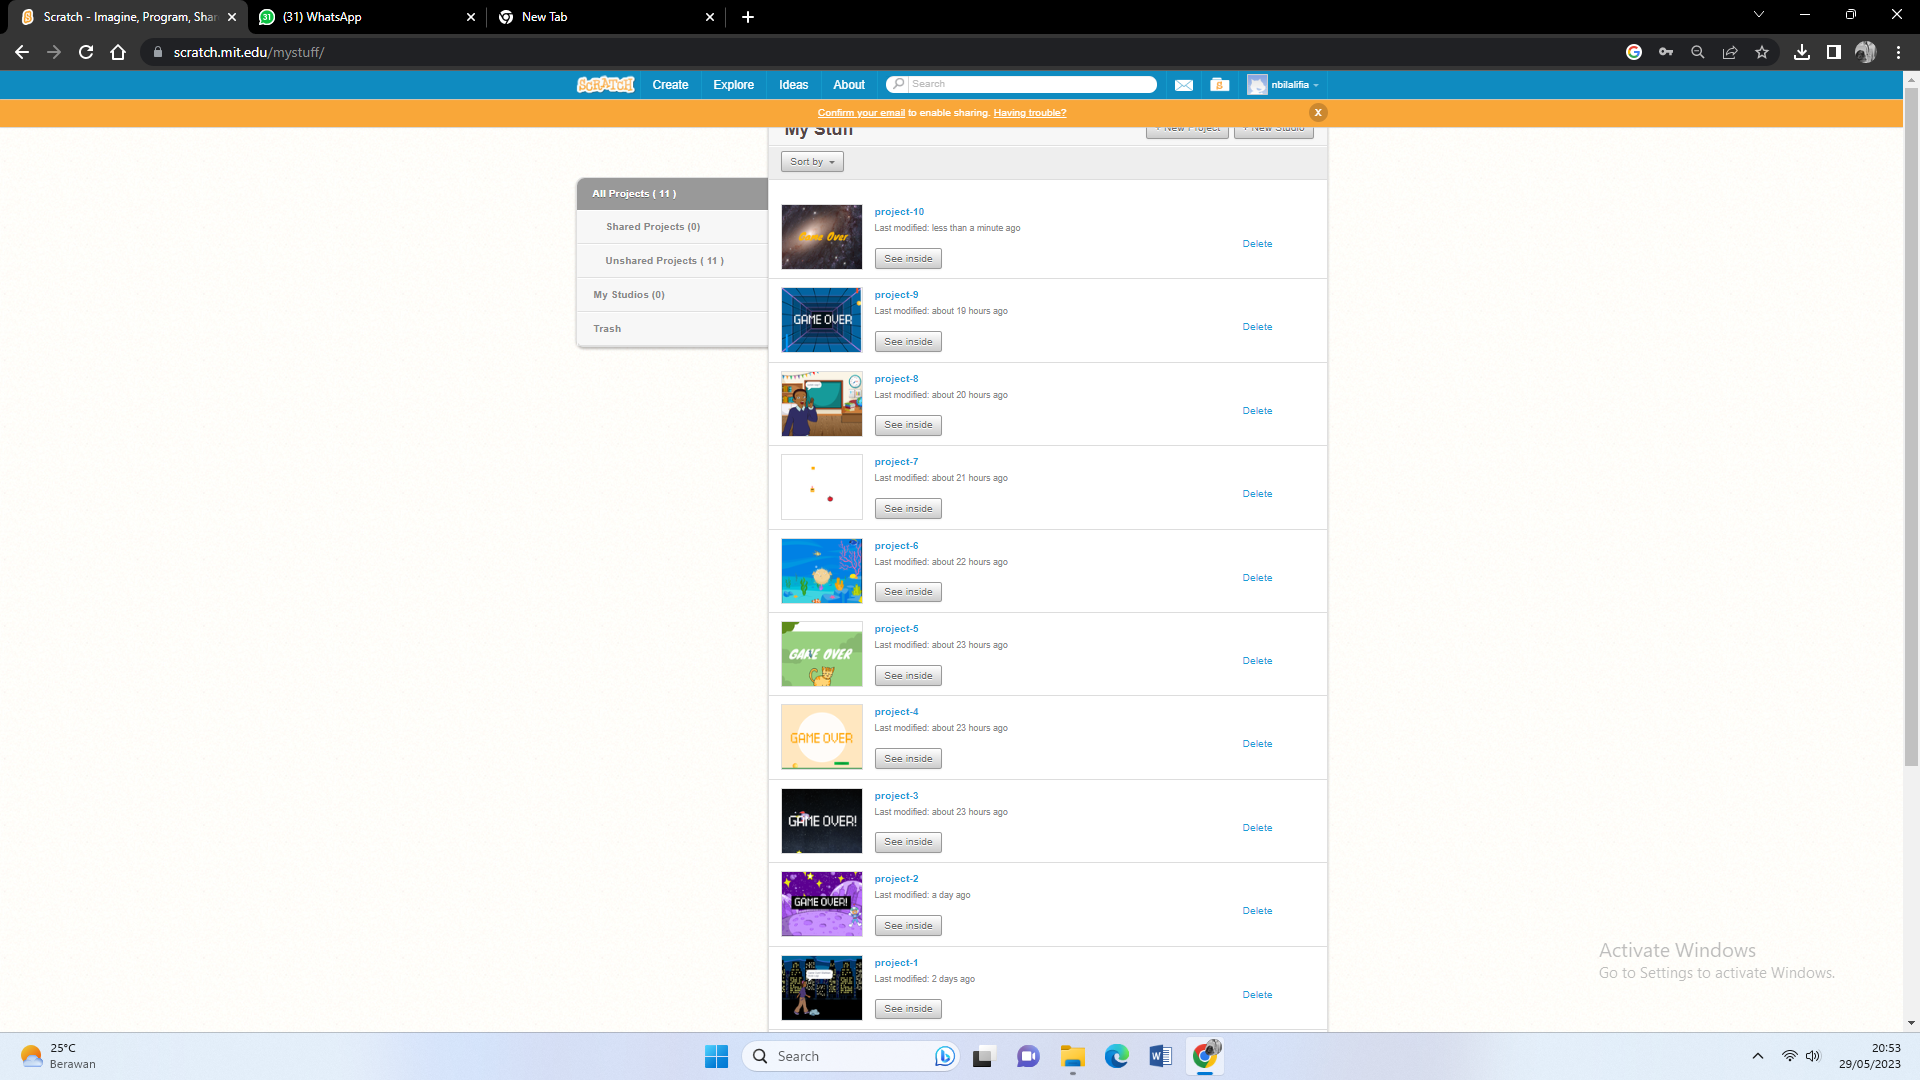 Scratch - Imagine, Program, Shar
(31) WhatsApp
New Tab
scratch.mit.edu/mystuff/
SCRATCH
Create
Explore
Ideas
About
Search
nbilalifia
Confirm your email to enable sharing. Having trouble?
X
My Stuff
+ New Project
+ New Studio
Sort by
All Projects ( 11 )
Shared Projects (0)
Unshared Projects ( 11 )
My Studios (0)
Trash
Game Over
project-10
Last modified: less than a minute ago
See inside
Delete
GAME OVER
project-9
Last modified: about 19 hours ago
See inside
Delete
project-8
Last modified: about 20 hours ago
See inside
Delete
project-7
Last modified: about 21 hours ago
See inside
Delete
project-6
Last modified: about 22 hours ago
See inside
Delete
GAME OVER
project-5
Last modified: about 23 hours ago
See inside
Delete
GAME OVER
project-4
Last modified: about 23 hours ago
See inside
Delete
GAME OVER!
project-3
Last modified: about 23 hours ago
See inside
Delete
GAME OVER!
project-2
Last modified: a day ago
See inside
Delete
project-1
Last modified: 2 days ago
See inside
Delete
Activate Windows
Go to Settings to activate Windows.
25°C
Berawan
Search
20:53
29/05/2023